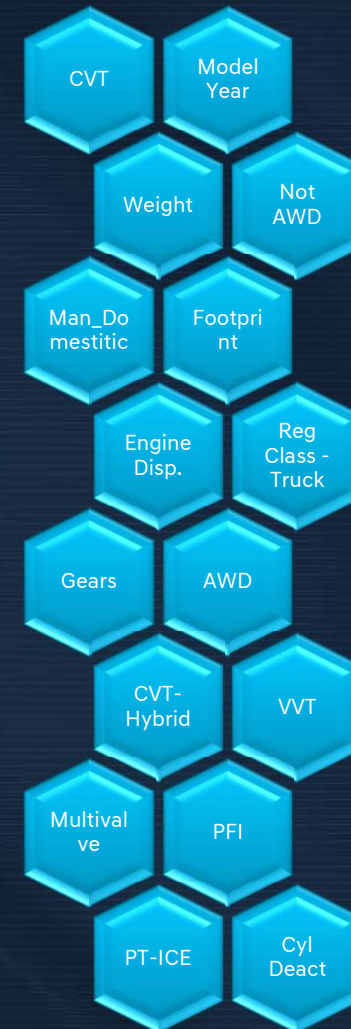 CVT
Model
Year
Weight
Not
AWD
Man_Do
mestitic
Footpri
nt
Engine
Disp.
Reg
Class -
Truck
Gears
AWD
CVT-
Hybrid
VVT
Multival
ve
PFI
PT-ICE
Cyl
Deact